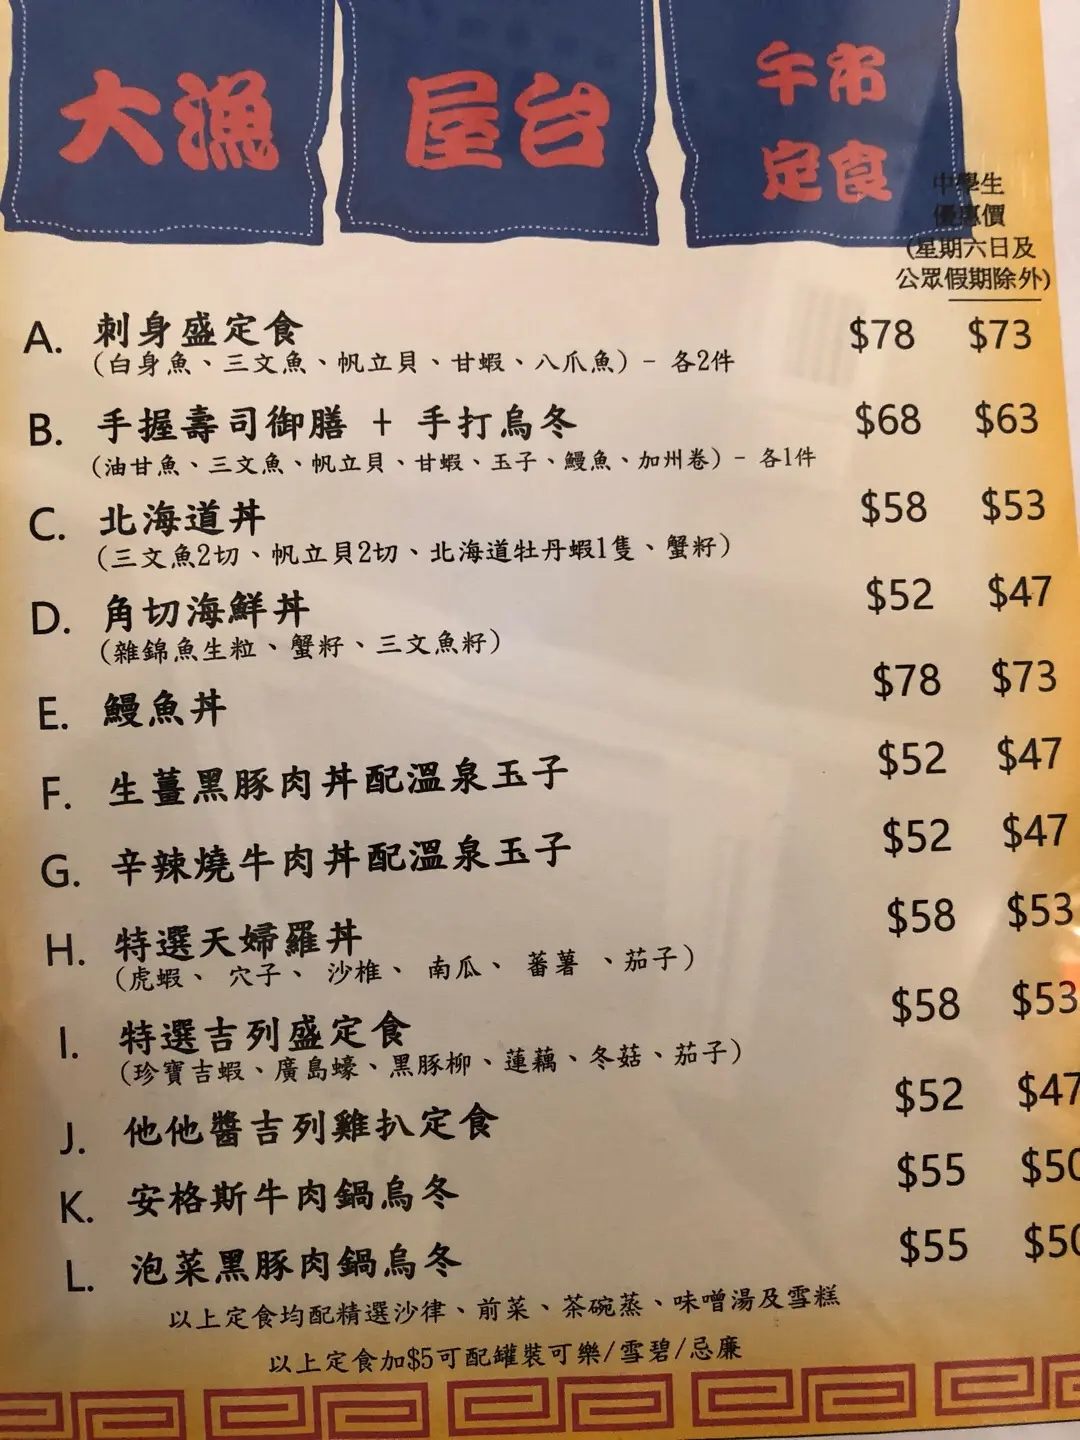 大漁 屋台 午市
定食
中學生
優惠價
(星期六日及
公眾假期除外)
A. 刺身盛定食 $78 $73
(白身魚、三文魚、帆立貝、甘蝦、八爪魚) - 各2件
B. 手握壽司御膳 + 手打烏冬 $68 $63
(油甘魚、三文魚、帆立貝、甘蝦、玉子、鰻魚、加州卷) - 各1件
C. 北海道丼 $58 $53
(三文魚2切、帆立貝2切、北海道牡丹蝦1隻、蟹籽)
D. 角切海鮮丼 $52 $47
(雜錦魚生粒、蟹籽、三文魚籽)
E. 鰻魚丼 $78 $73
F. 生薑黑豚肉丼配溫泉玉子 $52 $47
G. 辛辣燒牛肉丼配溫泉玉子 $52 $47
H. 特選天婦羅丼 $58 $53
(虎蝦、穴子、沙椎、南瓜、蕃薯、茄子)
I. 特選吉列盛定食 $58 $53
(珍寶吉蝦、廣島蠔、黑豚柳、蓮藕、冬菇、茄子)
J. 他他醬吉列雞扒定食 $52 $47
K. 安格斯牛肉鍋烏冬 $55 $50
L. 泡菜黑豚肉鍋烏冬 $55 $50
以上定食均配精選沙律、前菜、茶碗蒸、味噌湯及雪糕
以上定食加$5可配罐裝可樂/雪碧/忌廉